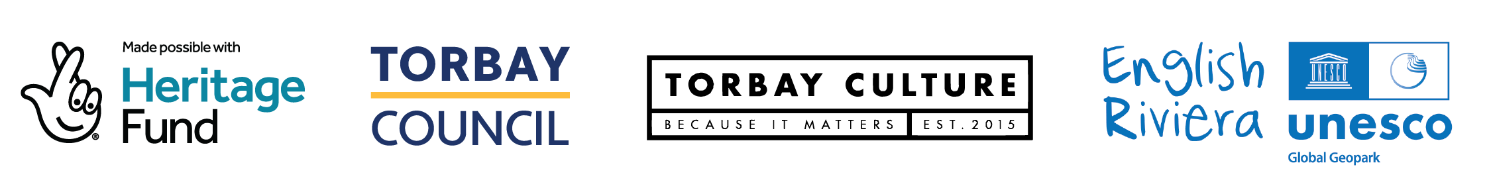 Made possible with
Heritage
Fund
TORBAY
COUNCIL
TORBAY CULTURE
BECAUSE IT MATTERS EST. 2015
English
Riviera
UNESCO
unesco
Global Geopark